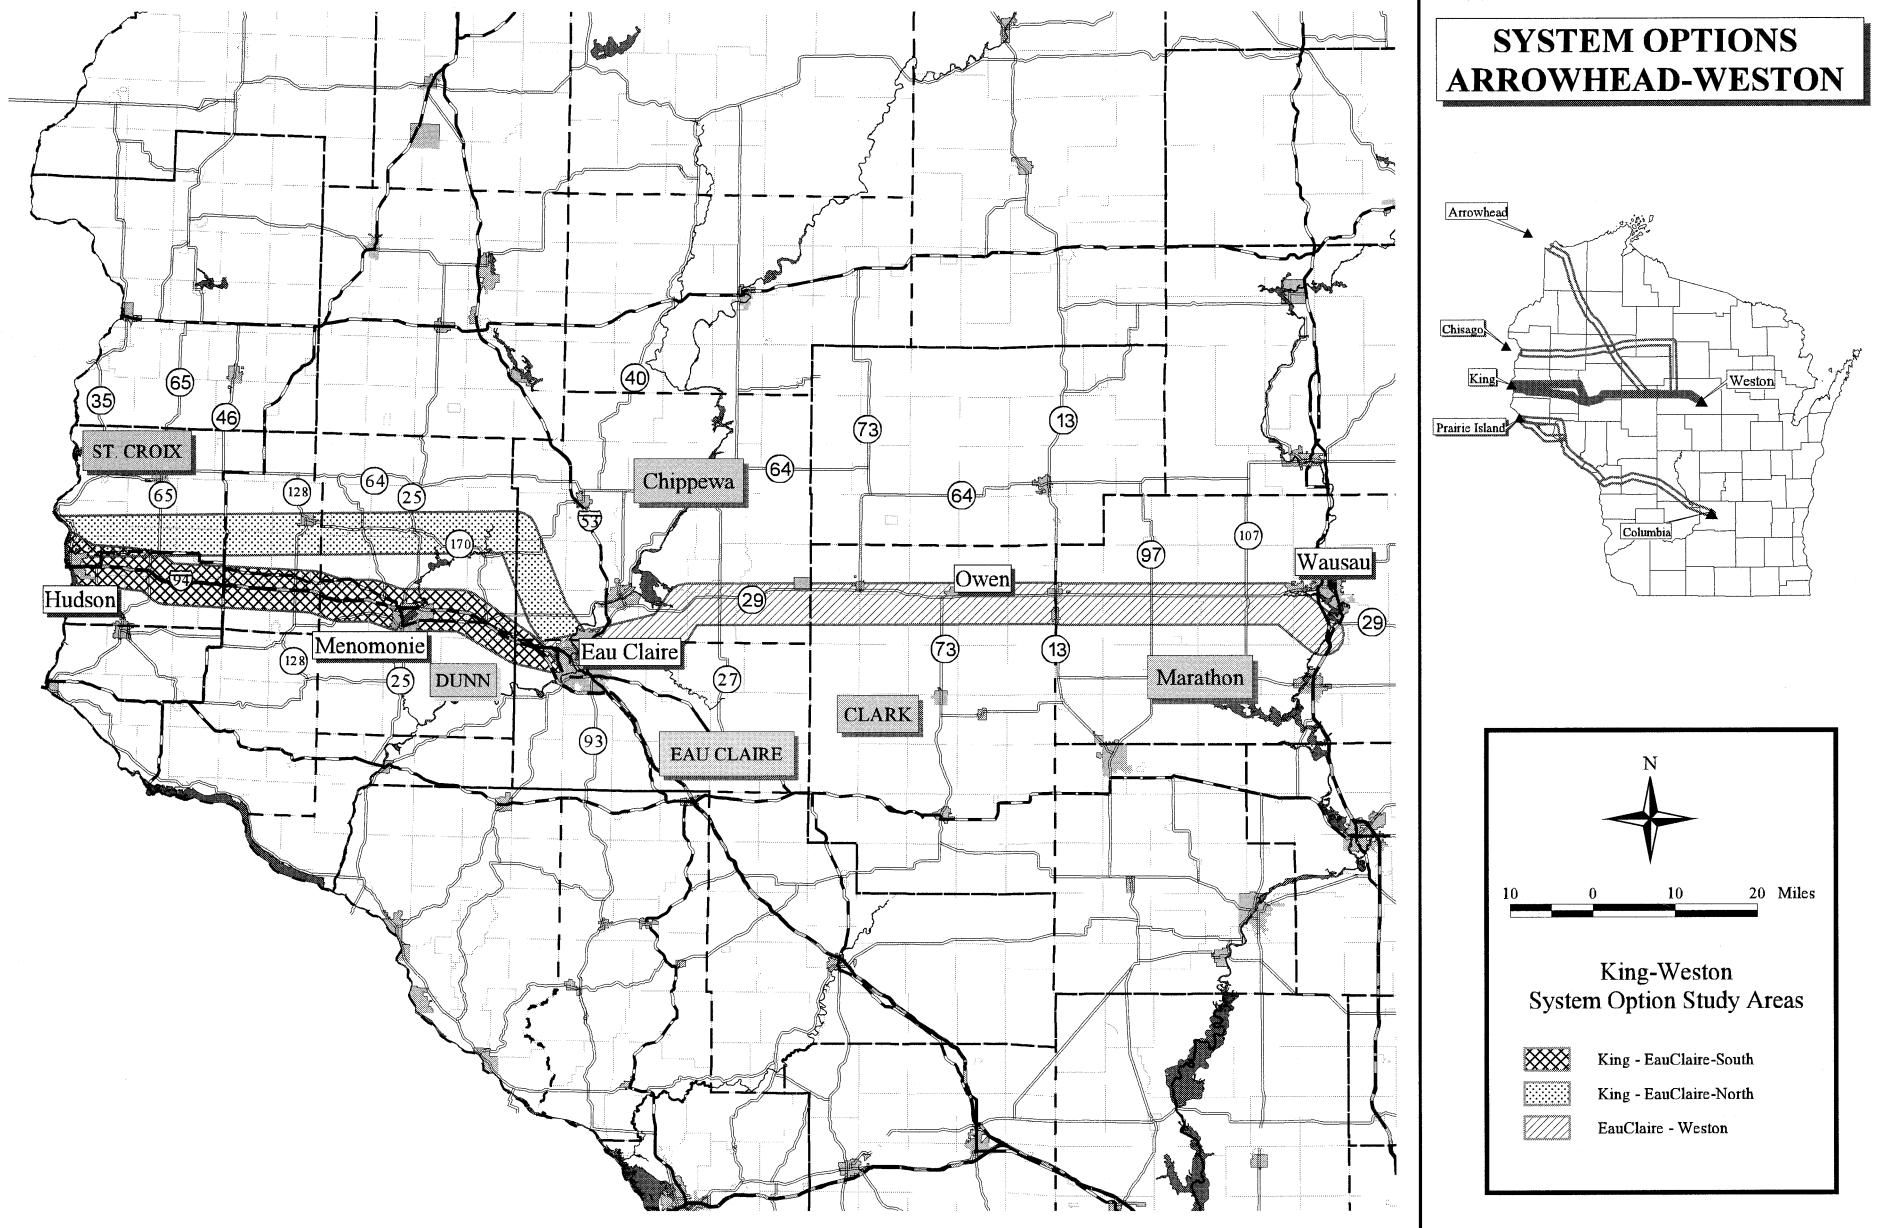 SYSTEM OPTIONS
ARROWHEAD-WESTON
Arrowhead
Chisago
King
Weston
Prairie Island
Columbia
40
65
35
46
73
13
ST. CROIX
Chippewa
64
64
65
128
25
64
53
170
107
97
Wausau
94
Owen
29
Hudson
29
Menomonie
Eau Claire
73
13
128
25
DUNN
27
Marathon
CLARK
93
EAU CLAIRE
N
10 0 10 20 Miles
King-Weston
System Option Study Areas
King - EauClaire-South
King - EauClaire-North
EauClaire - Weston